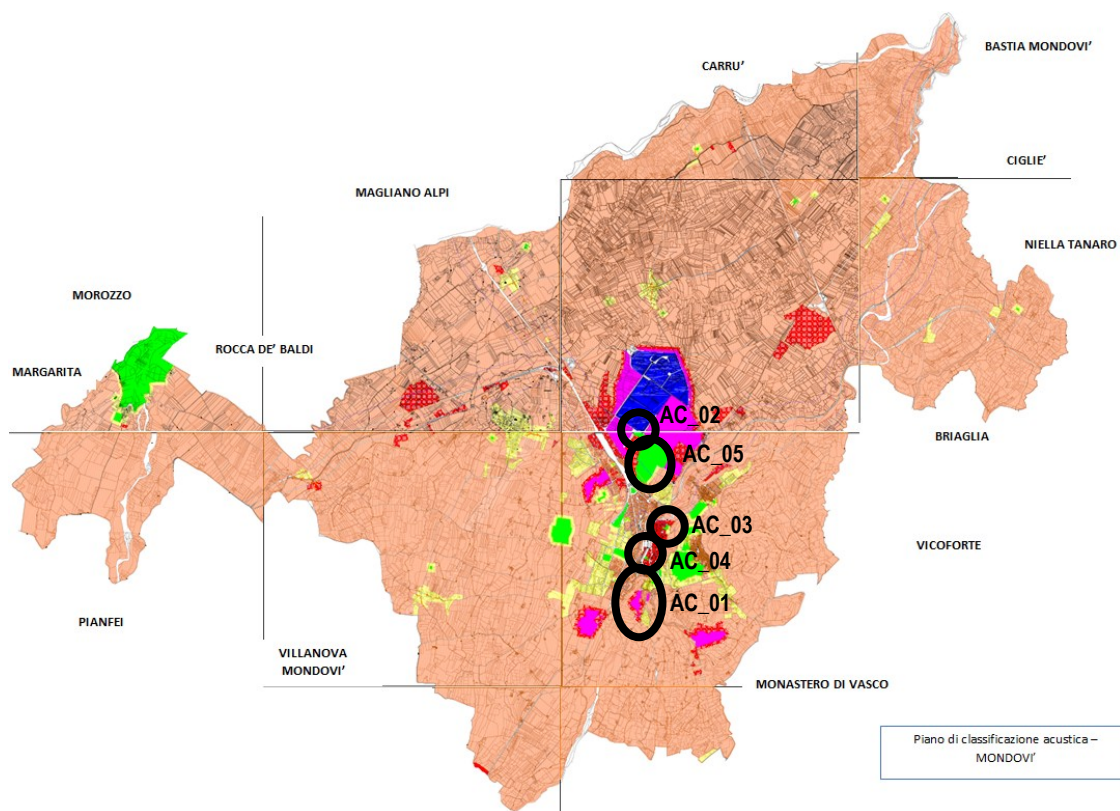 BASTIA MONDOVI'
CARRU'
CIGLIE'
MAGLIANO ALPI
NIELLA TANARO
MOROZZO
ROCCA DE' BALDI
MARGARITA
AC_02
BRIAGLIA
AC_05
AC_03
VICOFORTE
AC_04
AC_01
PIANFEI
VILLANOVA
MONDOVI'
MONASTERO DI VASCO
Piano di classificazione acustica –
MONDOVI'